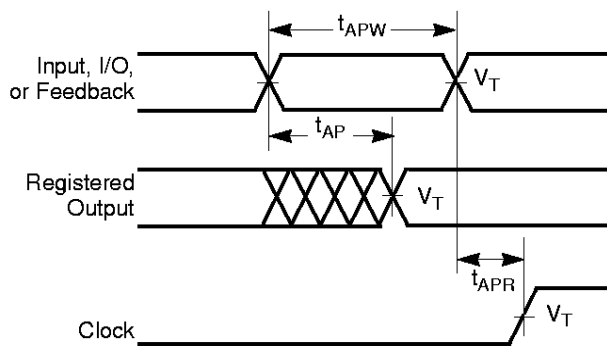 tAPW
Input, I/O,
or Feedback
VT
tAP
Registered
Output
VT
tAPR
Clock
VT